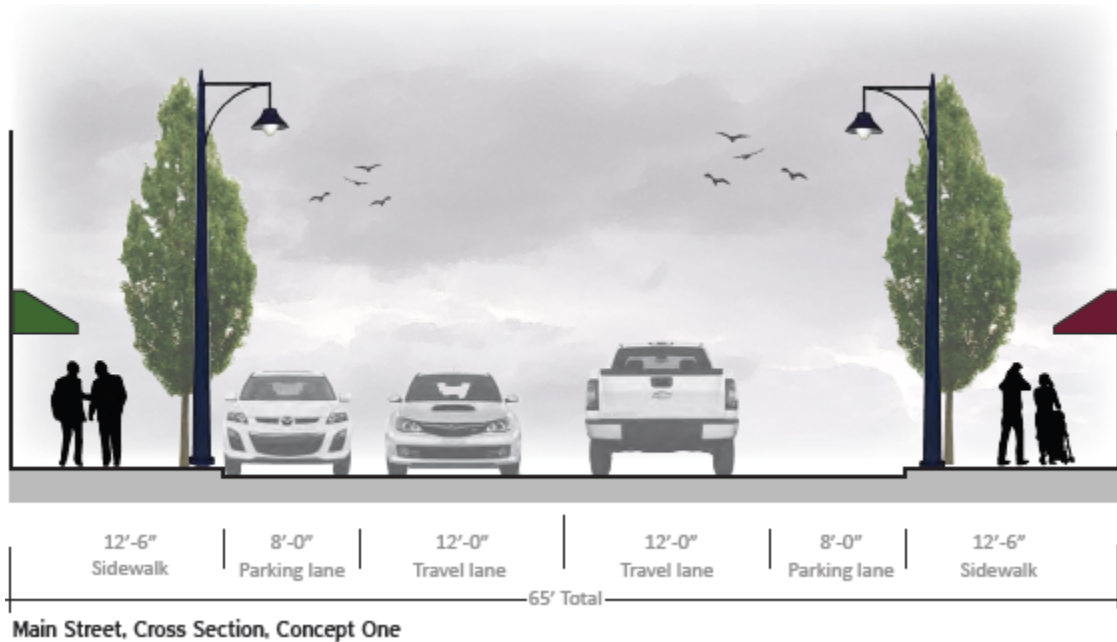 12'-6" 8'-0" 12'-0" 12'-0" 8'-0" 12'-6"
Sidewalk Parking lane Travel lane Travel lane Parking lane Sidewalk
65' Total
Main Street, Cross Section, Concept One